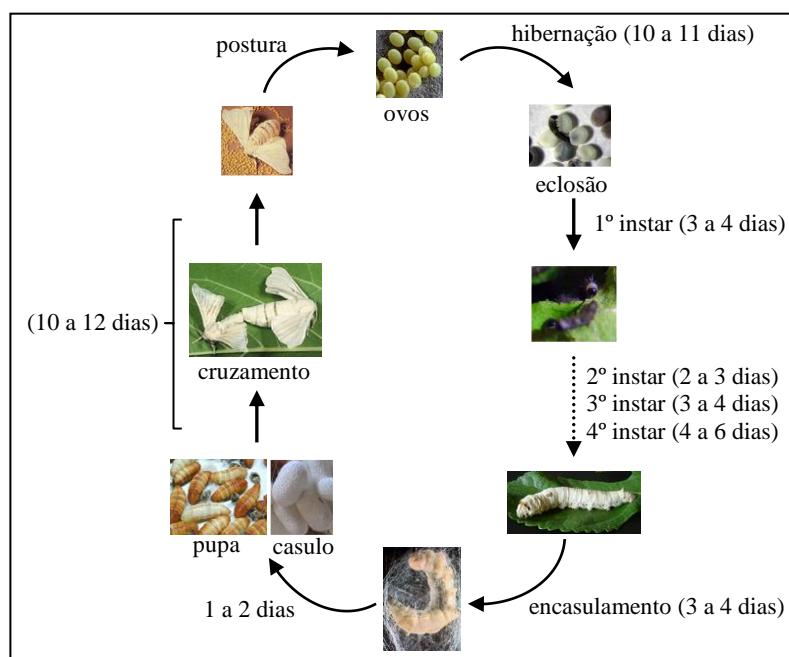 postura
hibernação (10 a 11 dias)
ovos
eclosão
1º instar (3 a 4 dias)
(10 a 12 dias)
cruzamento
2º instar (2 a 3 dias)
3º instar (3 a 4 dias)
4º instar (4 a 6 dias)
pupa
casulo
1 a 2 dias
encasulamento (3 a 4 dias)